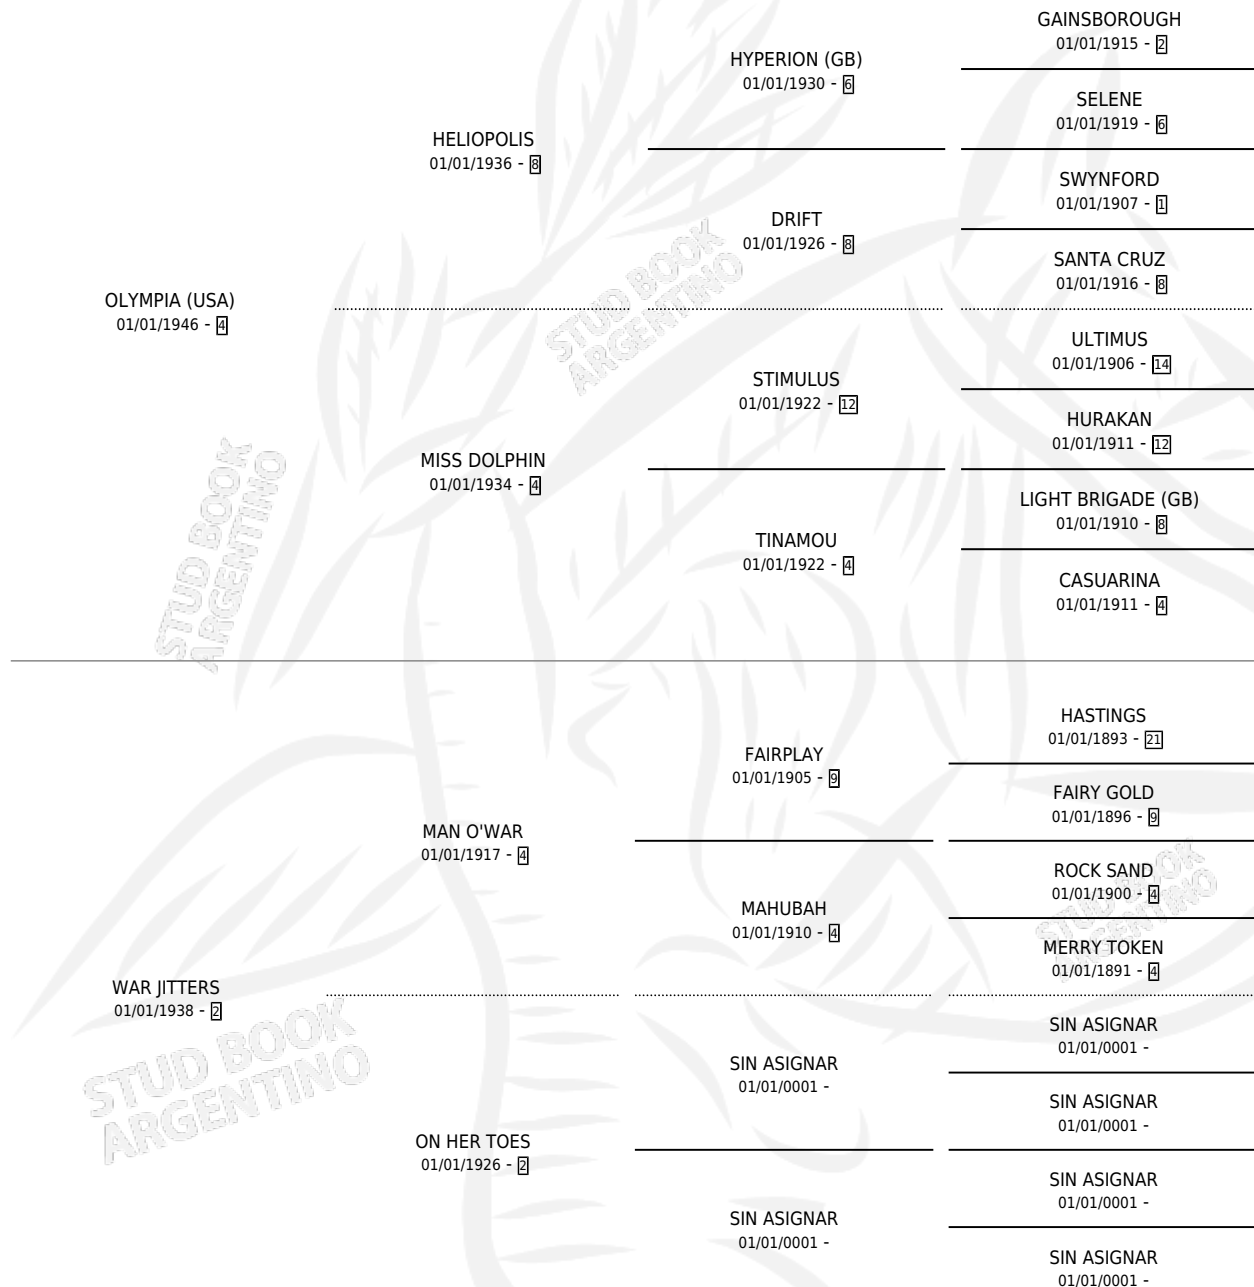 GAINSBOROUGH
01/01/1915 - 2
HYPERION (GB)
01/01/1930 - 6
SELENE
01/01/1919 - 6
HELIOPOLIS
01/01/1936 - 8
SWYNFORD
01/01/1907 - 1
DRIFT
01/01/1926 - 8
SANTA CRUZ
01/01/1916 - 8
OLYMPIA (USA)
01/01/1946 - 4
ULTIMUS
01/01/1906 - 14
STIMULUS
01/01/1922 - 12
HURAKAN
01/01/1911 - 12
MISS DOLPHIN
01/01/1934 - 4
LIGHT BRIGADE (GB)
01/01/1910 - 8
TINAMOU
01/01/1922 - 4
CASUARINA
01/01/1911 - 4
HASTINGS
01/01/1893 - 21
FAIRPLAY
01/01/1905 - 9
FAIRY GOLD
01/01/1896 - 9
MAN O'WAR
01/01/1917 - 4
ROCK SAND
01/01/1900 - 4
MAHUBAH
01/01/1910 - 4
MERRY TOKEN
01/01/1891 - 4
WAR JITTERS
01/01/1938 - 2
SIN ASIGNAR
01/01/0001 -
SIN ASIGNAR
01/01/0001 -
SIN ASIGNAR
01/01/0001 -
ON HER TOES
01/01/1926 - 2
SIN ASIGNAR
01/01/0001 -
SIN ASIGNAR
01/01/0001 -
SIN ASIGNAR
01/01/0001 -
STUD BOOK
ARGENTINO
STUD BOOK
ARGENTINO
STUD BOOK
ARGENTINO
STUD BOOK
ARGENTINO